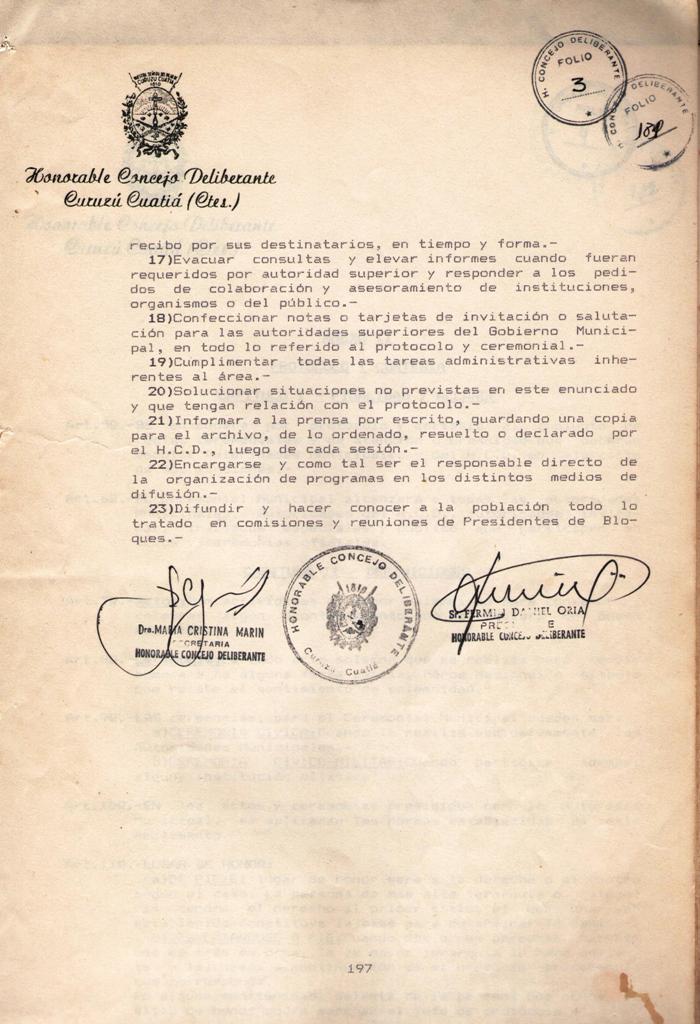 H. CONCEJO DELIBERANTE
FOLIO
3
DELIBERANTE
FOLIO
CURUZU CUATIA
1810
Honorable Concejo Deliberante
Curuzú Cuatiá (Ctes.)
recibo por sus destinatarios, en tiempo y forma.-
17)Evacuar consultas y elevar informes cuando fueran
requeridos por autoridad superior y responder a los pedi-
dos de colaboración y asesoramiento de instituciones,
organismos o del público.-
18)Confeccionar notas o tarjetas de invitación o saluta-
ción para las autoridades superiores del Gobierno Munici-
pal, en todo lo referido al protocolo y ceremonial.-
19)Cumplimentar todas las tareas administrativas inhe-
rentes al área.-
20)Solucionar situaciones no previstas en este enunciado
y que tengan relación con el protocolo.-
21)Informar a la prensa por escrito, guardando una copia
para el archivo, de lo ordenado, resuelto o declarado por
el H.C.D., luego de cada sesión.-
22)Encargarse y como tal ser el responsable directo de
la organización de programas en los distintos medios de
difusión.-
23)Difundir y hacer conocer a la población todo lo
tratado en comisiones y reuniones de Presidentes de Blo-
ques.-
Dra. MARIA CRISTINA MARIN
SECRETARIA
HONORABLE CONCEJO DELIBERANTE
HONORABLE CONCEJO DELIBERANTE
1810
Curuzú Cuatiá
Sr. FERMIN DANIEL ORIA
HONORABLE CONCEJO DELIBERANTE
197